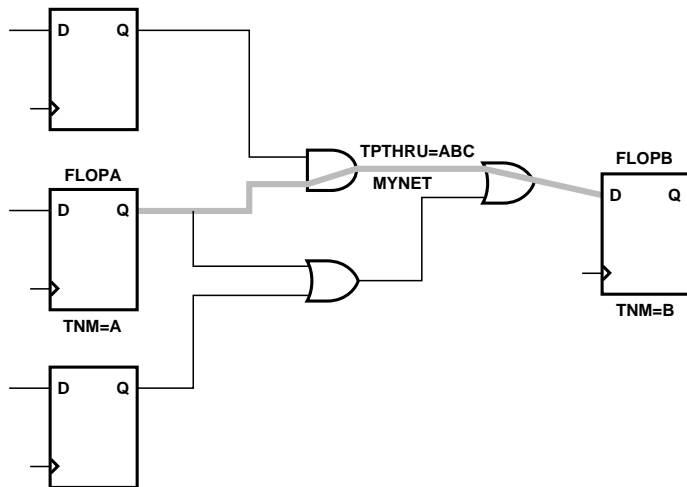 D Q
FLOPA
D Q
TNM=A
D Q
TPTHRU=ABC
MYNET
FLOPB
D Q
TNM=B